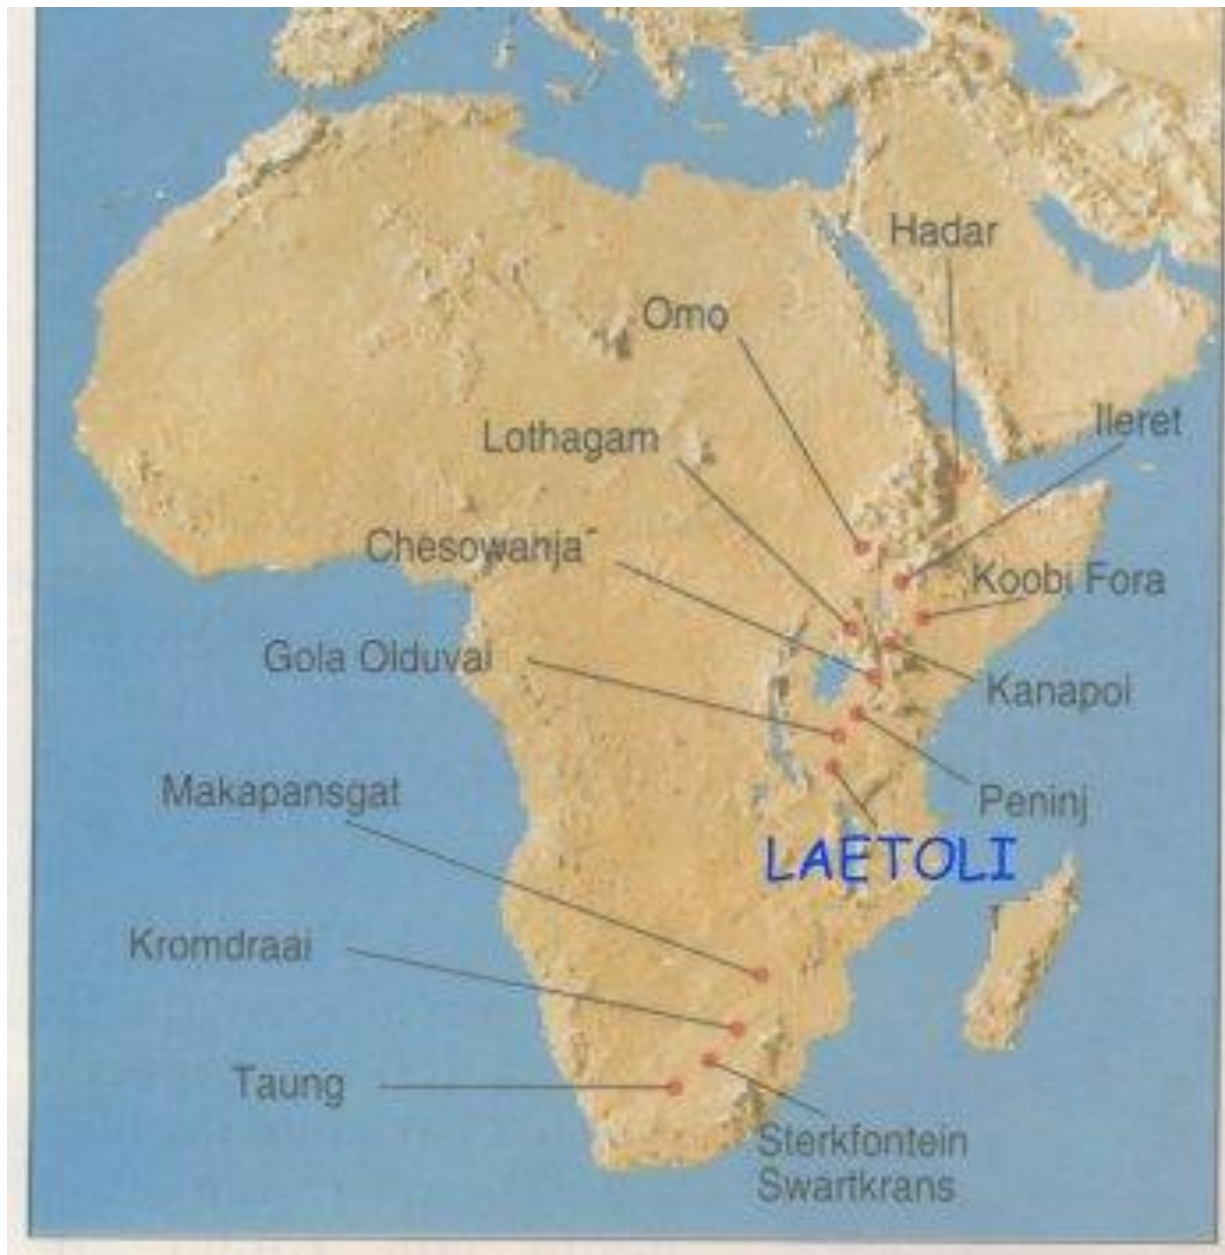 Hadar
Omo
Ileret
Lothagam
Chesowanja
Koobi Fora
Gola Olduvai
Kanapoi
Makapansgat
Peninj
LAETOLI
Kromdraai
Taung
Sterkfontein
Swartkrans